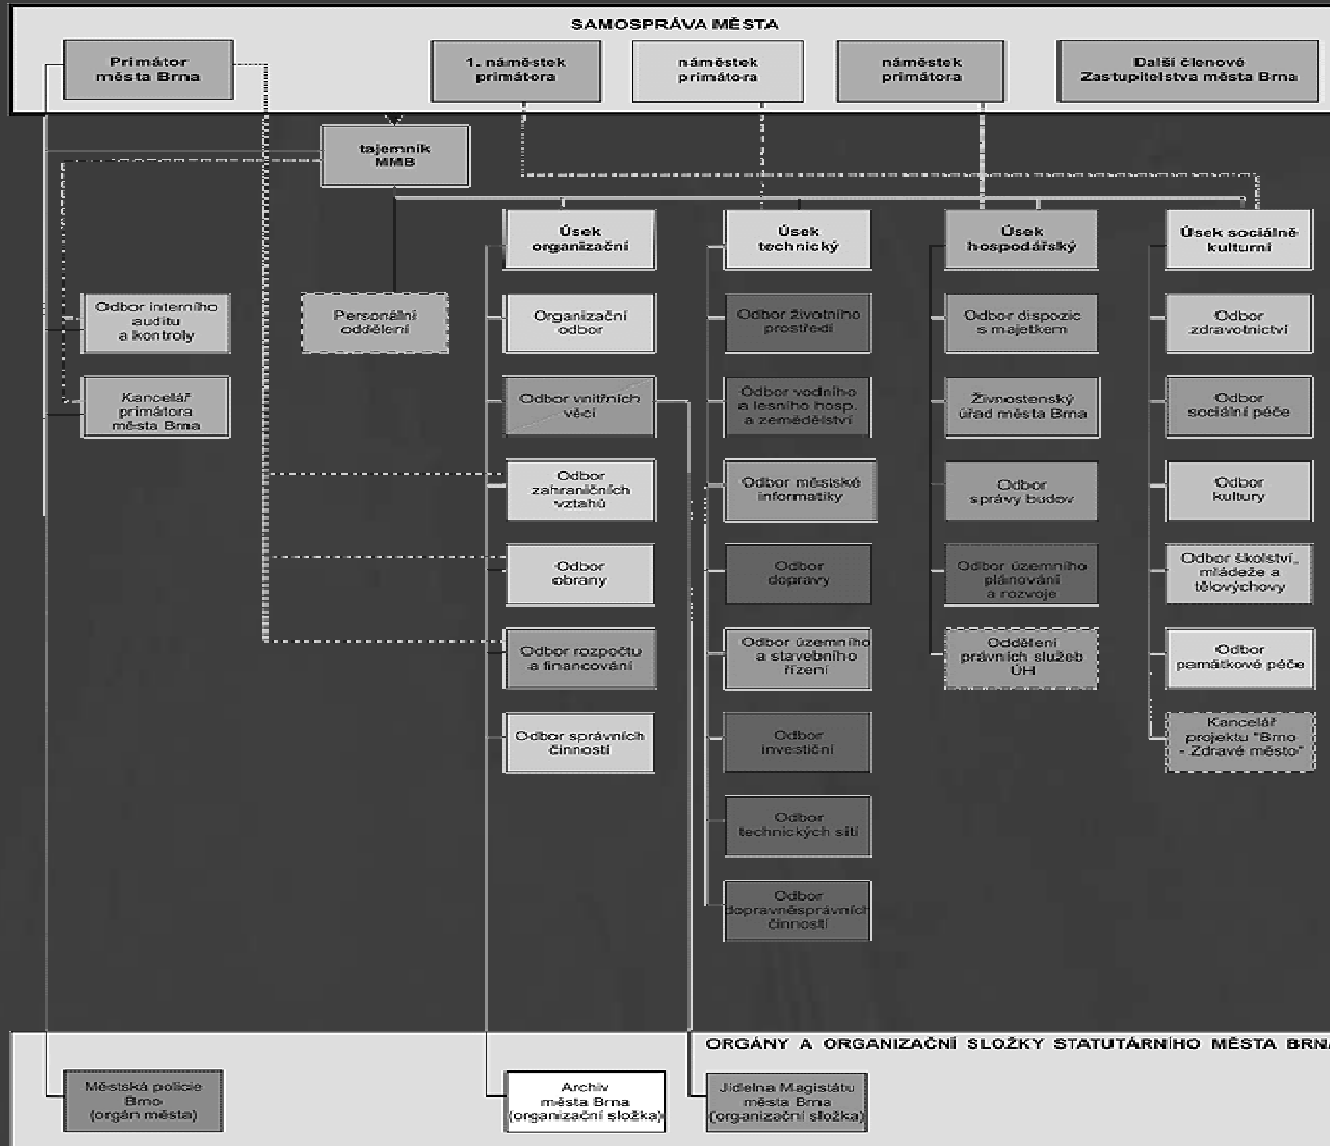 SAMOSPRÁVA MĚSTA
Primátor
města Brna
1. náměstek
primátora
náměstek
primátora
náměstek
primátora
Další členové
Zastupitelstva města Brna
tajemník
MMB
Úsek
organizační
Úsek
technický
Úsek
hospodářský
Úsek sociálně
kulturní
Odbor interního
auditu
a kontroly
Personální
oddělení
Organizační
odbor
Odbor životního
prostředí
Odbor dispozic
s majetkem
Odbor
zdravotnictví
Kancelář
primátora
města Brna
Odbor vnitřních
věcí
Odbor vodního
a lesního hosp.
a zemědělství
Živnostenský
úřad města Brna
Odbor
sociální péče
Odbor
zahraničních
vztahů
Odbor městské
informatiky
Odbor
správy budov
Odbor
kultury
Odbor
obrany
Odbor
dopravy
Odbor územního
plánování
a rozvoje
Odbor školství,
mládeže a
tělovýchovy
Odbor rozpočtu
a financování
Odbor územního
a stavebního
řízení
Oddělení
právních služeb
ÚH
Odbor
památkové péče
Odbor správních
činností
Odbor
investiční
Kancelář
projektu "Brno
- Zdravé město"
Odbor
technických sítí
Odbor
dopravněsprávních
činností
ORGÁNY A ORGANIZAČNÍ SLOŽKY STATUTÁRNÍHO MĚSTA BRNA
Městská policie
Brno
(orgán města)
Archiv
města Brna
(organizační složka)
Jídelna Magistátu
města Brna
(organizační složka)